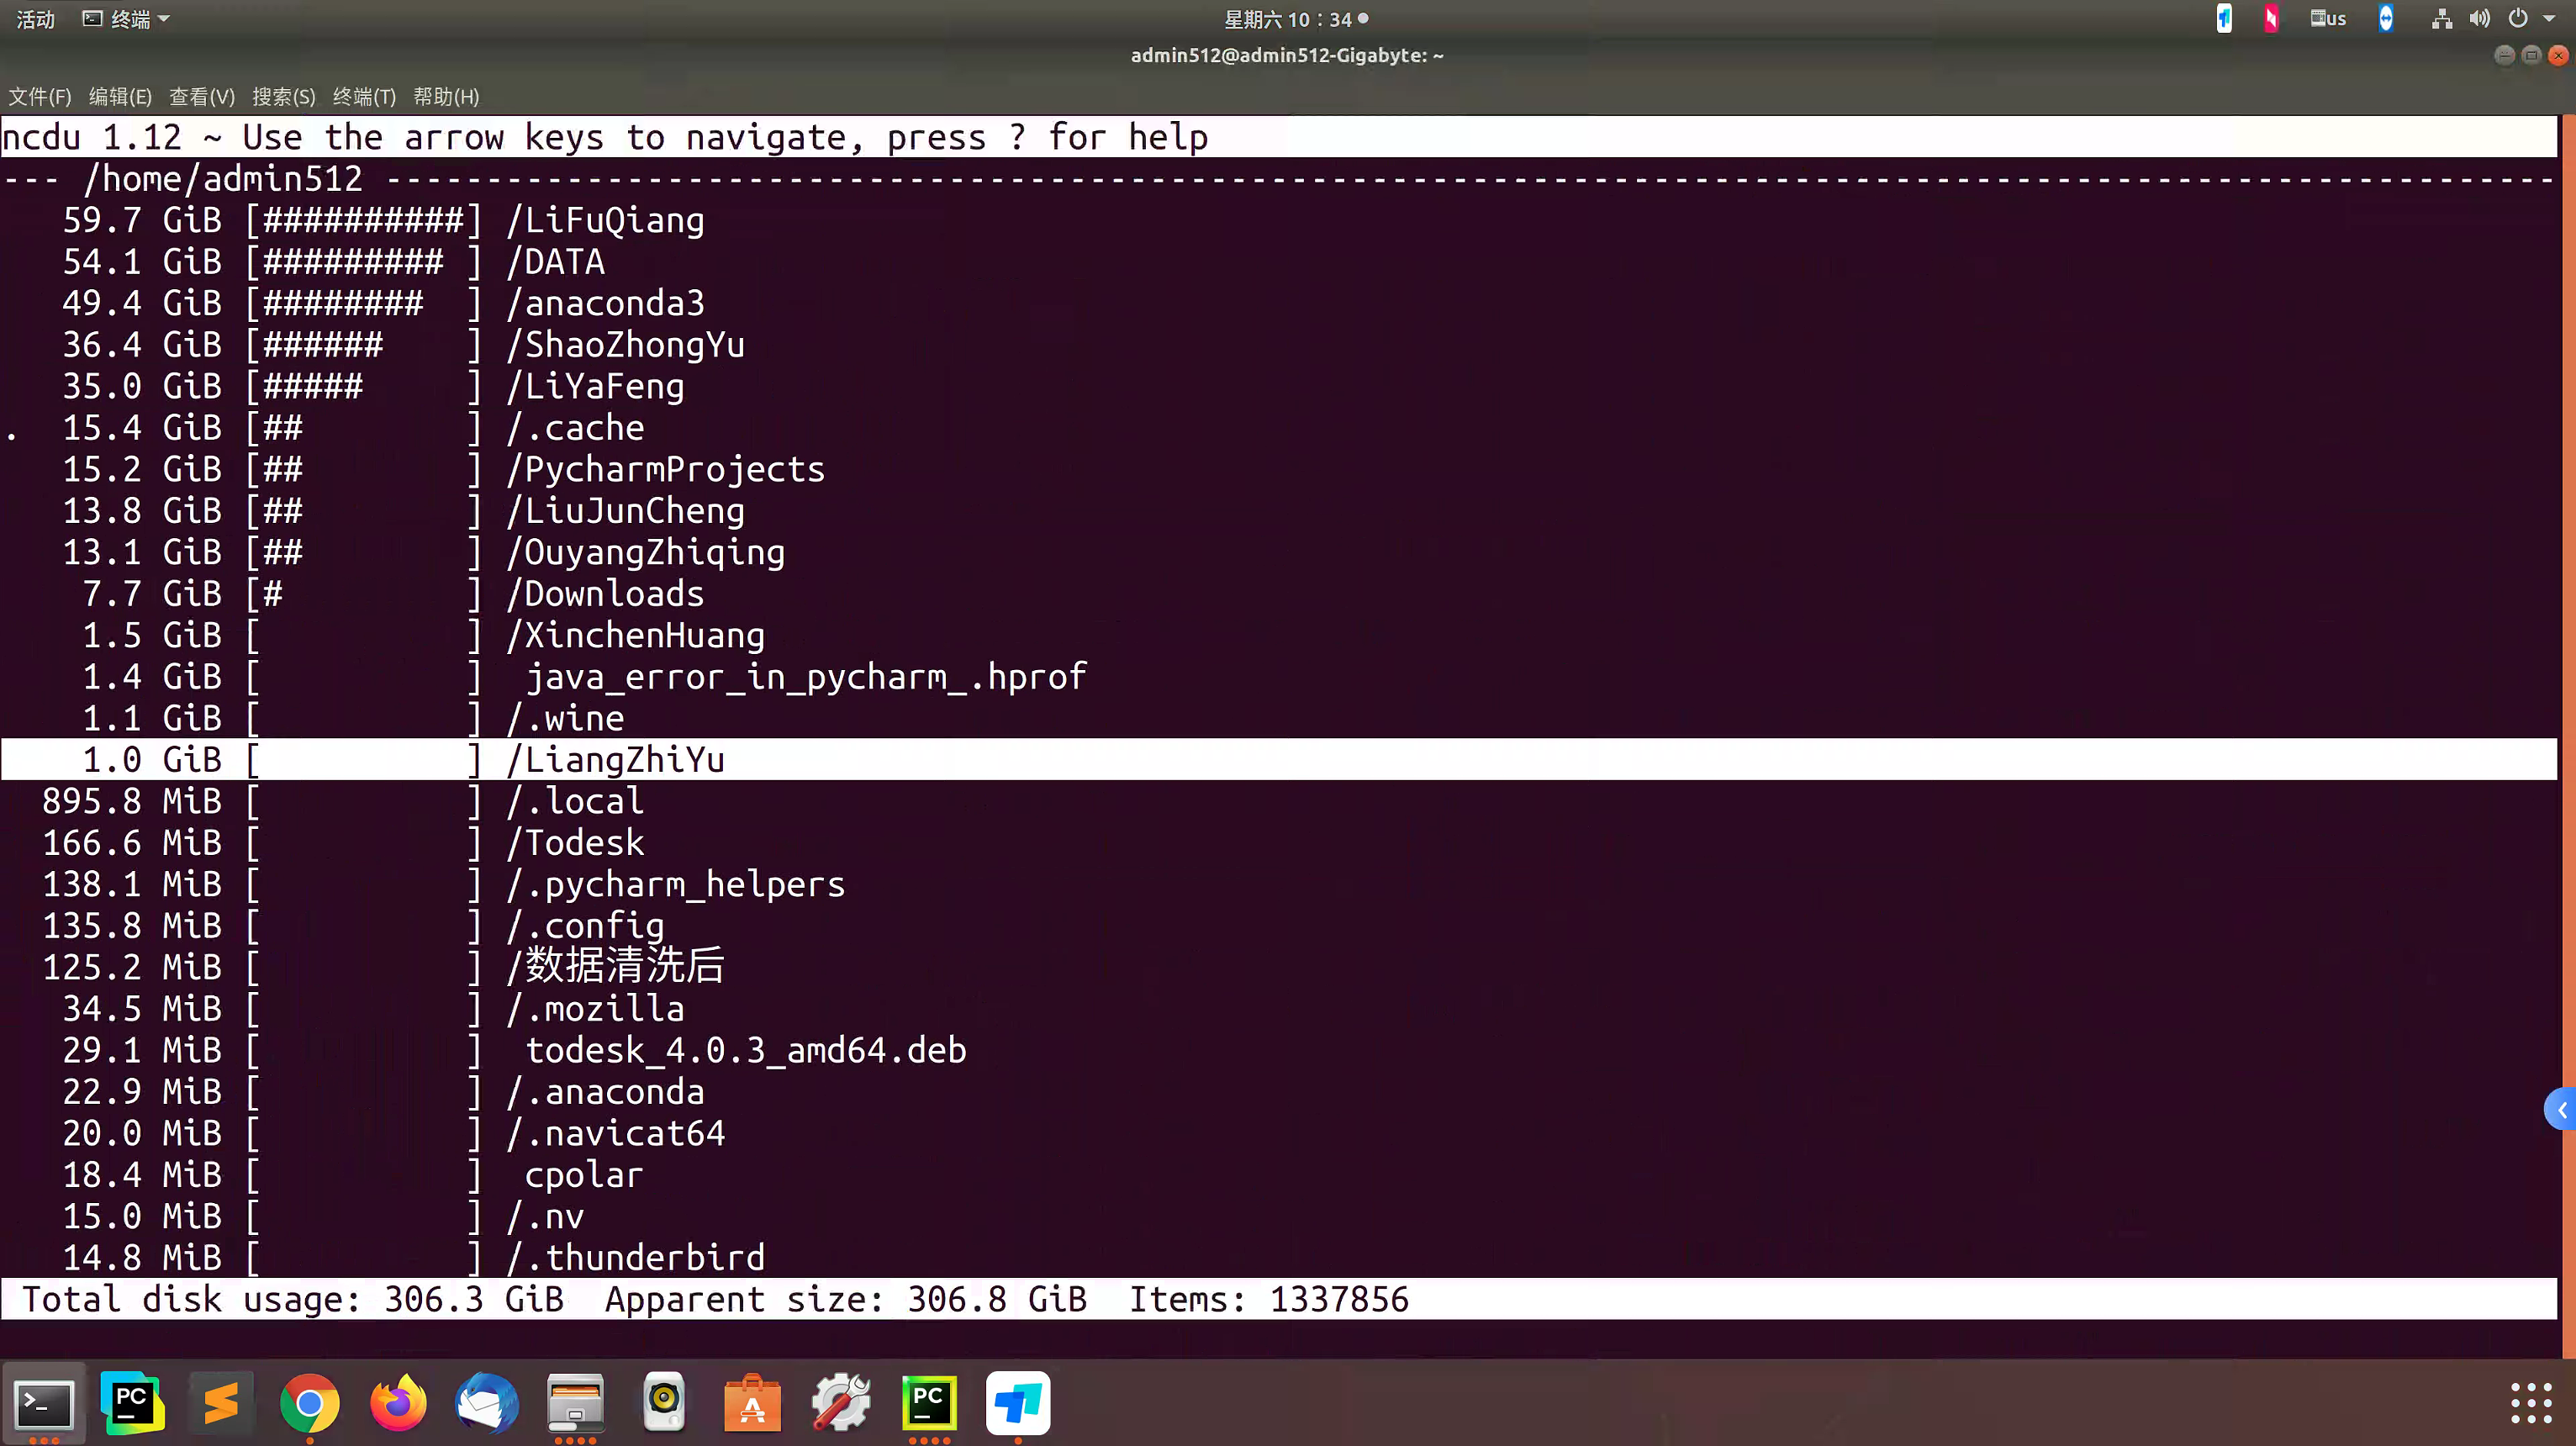 活动 终端 星期六 10：34 us
admin512@admin512-Gigabyte: ~
文件(F) 编辑(E) 查看(V) 搜索(S) 终端(T) 帮助(H)
ncdu 1.12 ~ Use the arrow keys to navigate, press ? for help
--- /home/admin512 ------------------------------------------------------------------------------------------------------------
59.7 GiB [##########] /LiFuQiang
54.1 GiB [######### ] /DATA
49.4 GiB [########  ] /anaconda3
36.4 GiB [######    ] /ShaoZhongYu
35.0 GiB [#####     ] /LiYaFeng
. 15.4 GiB [##        ] /.cache
15.2 GiB [##        ] /PycharmProjects
13.8 GiB [##        ] /LiuJunCheng
13.1 GiB [##        ] /OuyangZhiqing
7.7 GiB [#         ] /Downloads
1.5 GiB [          ] /XinchenHuang
1.4 GiB [          ] java_error_in_pycharm_.hprof
1.1 GiB [          ] /.wine
1.0 GiB [          ] /LiangZhiYu
895.8 MiB [          ] /.local
166.6 MiB [          ] /Todesk
138.1 MiB [          ] /.pycharm_helpers
135.8 MiB [          ] /.config
125.2 MiB [          ] /数据清洗后
34.5 MiB [          ] /.mozilla
29.1 MiB [          ] todesk_4.0.3_amd64.deb
22.9 MiB [          ] /.anaconda
20.0 MiB [          ] /.navicat64
18.4 MiB [          ] cpolar
15.0 MiB [          ] /.nv
14.8 MiB [          ] /.thunderbird
Total disk usage: 306.3 GiB Apparent size: 306.8 GiB Items: 1337856
PC PC